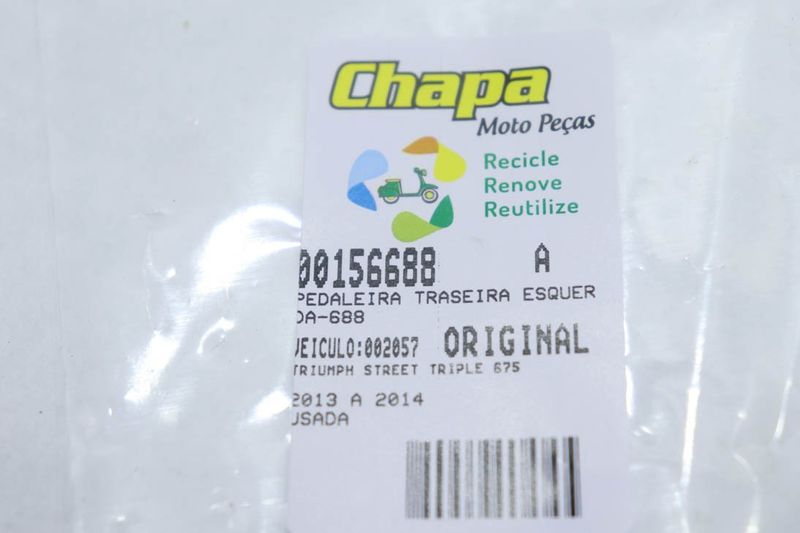 Chapa
Moto Peças
Recicle
Renove
Reutilize
00156688 A
PEDALEIRA TRASEIRA ESQUER
DA-688
VEICULO:002057 ORIGINAL
TRIUMPH STREET TRIPLE 675
2013 A 2014
USADA